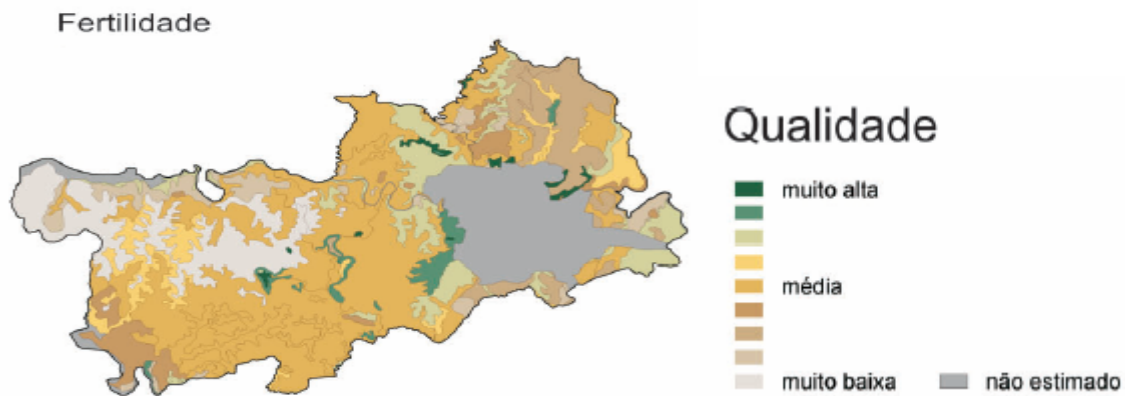 Fertilidade
Qualidade
muito alta
média
muito baixa
não estimado